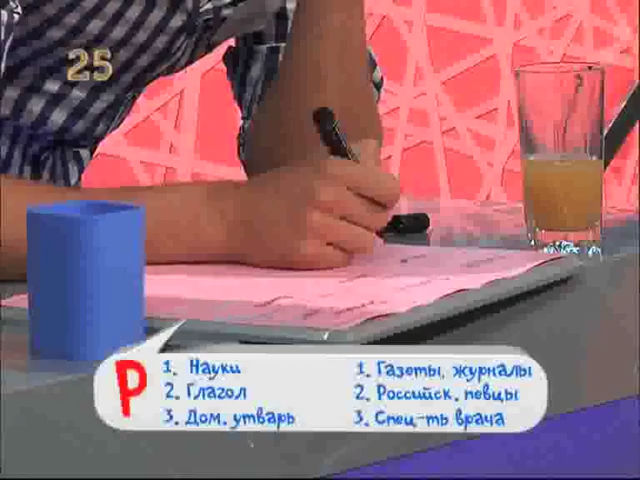 25
Р
1. Науки
2. Глагол
3. Дом. утварь
1. Газеты, журналы
2. Российск. певцы
3. Спец-ть врача